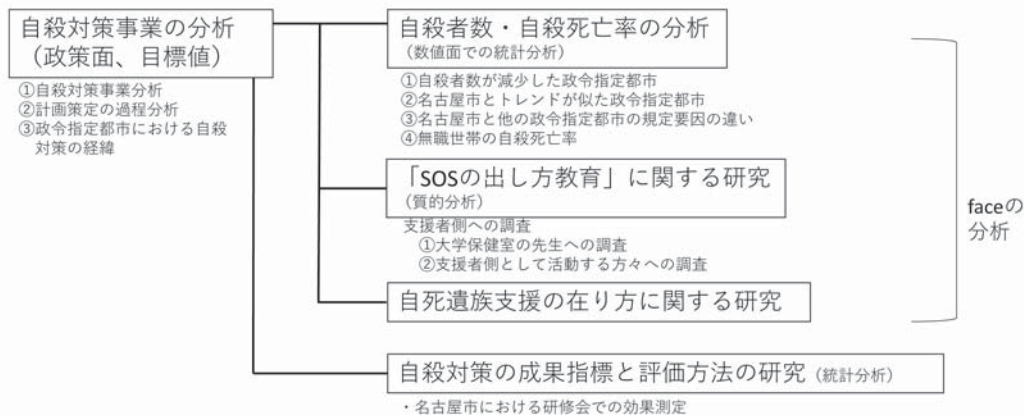 自殺対策事業の分析
（政策面、目標値）
①自殺対策事業分析
②計画策定の過程分析
③政令指定都市における自殺
対策の経緯
自殺者数・自殺死亡率の分析
(数値面での統計分析)
①自殺者数が減少した政令指定都市
②名古屋市とトレンドが似た政令指定都市
③名古屋市と他の政令指定都市の規定要因の違い
④無職世帯の自殺死亡率
「SOSの出し方教育」に関する研究
(質的分析)
支援者側への調査
①大学保健室の先生への調査
②支援者側として活動する方々への調査
自死遺族支援の在り方に関する研究
faceの
分析
自殺対策の成果指標と評価方法の研究（統計分析）
・名古屋市における研修会での効果測定